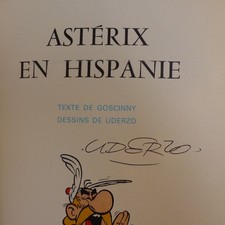 ASTÉRIX
EN HISPANIE
TEXTE DE GOSCINNY
DESSINS DE UDERZO
UDERZO.